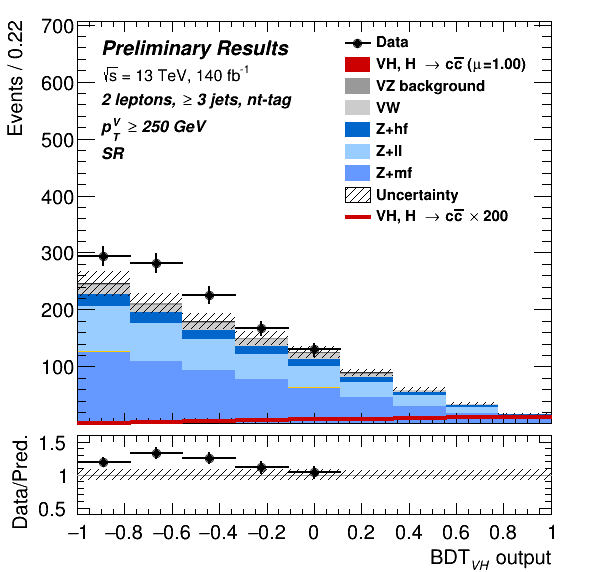 Events / 0.22
700
600
500
400
300
200
100
Preliminary Results
√s = 13 TeV, 140 fb⁻¹
2 leptons, ≥ 3 jets, nt-tag
p_T^V ≥ 250 GeV
SR
Data
VH, H → cc̅ (μ=1.00)
VZ background
VW
Z+hf
Z+ll
Z+mf
Uncertainty
VH, H → cc̅ × 200
Data/Pred.
1.5
1
0.5
−1 −0.8 −0.6 −0.4 −0.2 0 0.2 0.4 0.6 0.8 1
BDT_VH output